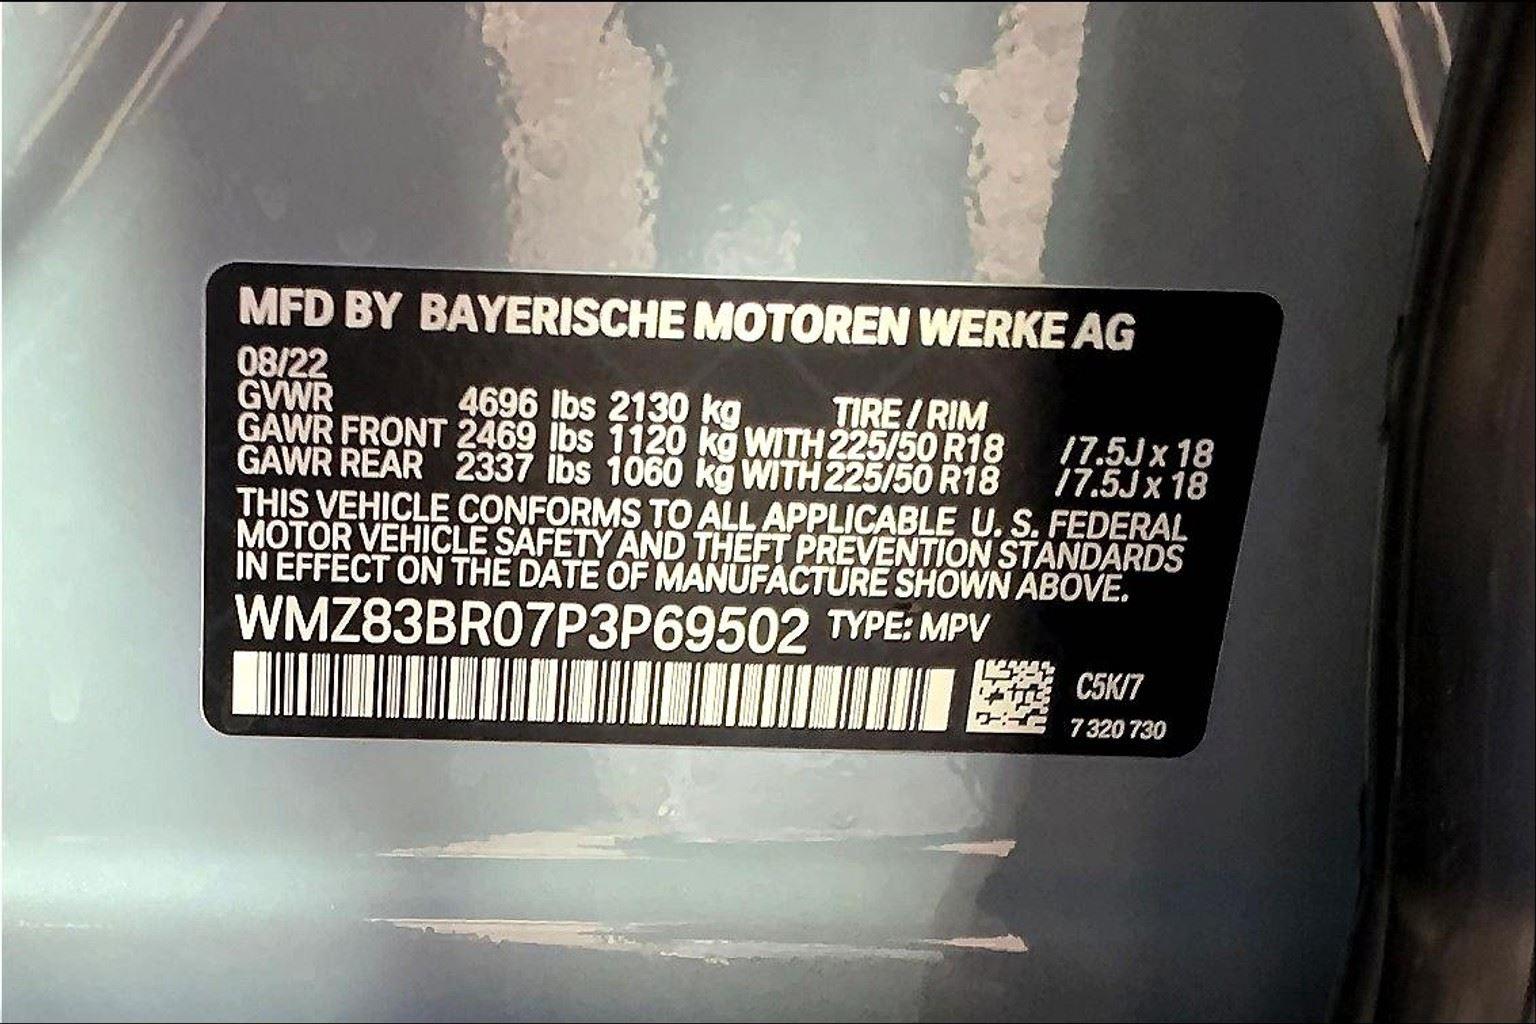 MFD BY BAYERISCHE MOTOREN WERKE AG
08/22
GVWR 4696 lbs 2130 kg TIRE / RIM
GAWR FRONT 2469 lbs 1120 kg WITH 225/50 R18 /7.5J x 18
GAWR REAR 2337 lbs 1060 kg WITH 225/50 R18 /7.5J x 18
THIS VEHICLE CONFORMS TO ALL APPLICABLE U. S. FEDERAL
MOTOR VEHICLE SAFETY AND THEFT PREVENTION STANDARDS
IN EFFECT ON THE DATE OF MANUFACTURE SHOWN ABOVE.
WMZ83BR07P3P69502 TYPE: MPV
C5K/7
7 320 730